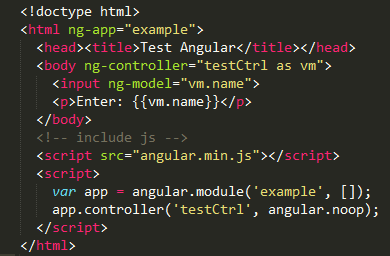 <!doctype html>
<html ng-app="example">
  <head><title>Test Angular</title></head>
  <body ng-controller="testCtrl as vm">
    <input ng-model="vm.name">
    <p>Enter: {{vm.name}}</p>
  </body>
  <!-- include js -->
  <script src="angular.min.js"></script>
  <script>
    var app = angular.module('example', []);
    app.controller('testCtrl', angular.noop);
  </script>
</html>